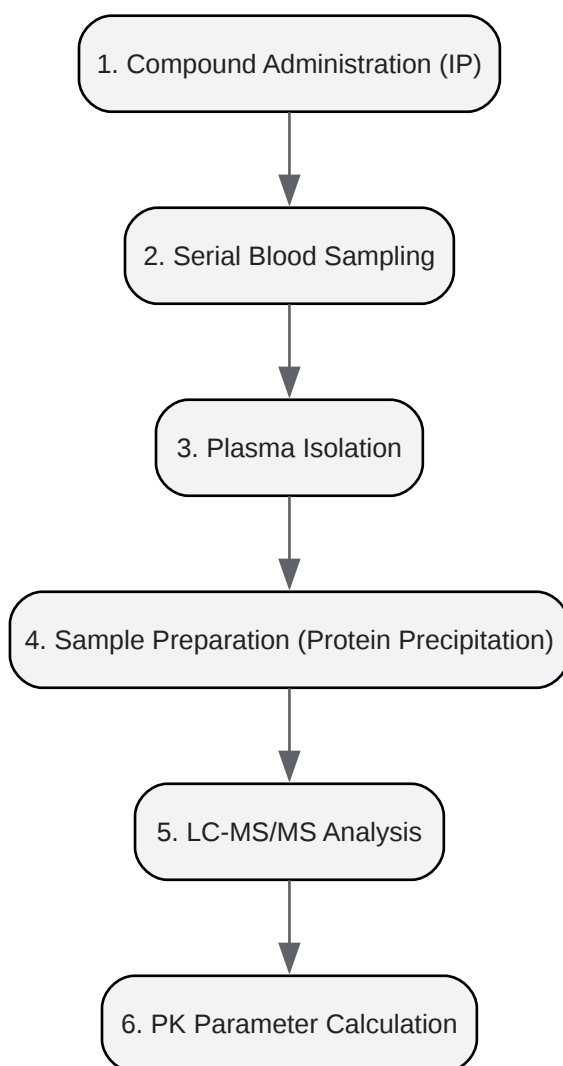 1. Compound Administration (IP)
2. Serial Blood Sampling
3. Plasma Isolation
4. Sample Preparation (Protein Precipitation)
5. LC-MS/MS Analysis
6. PK Parameter Calculation